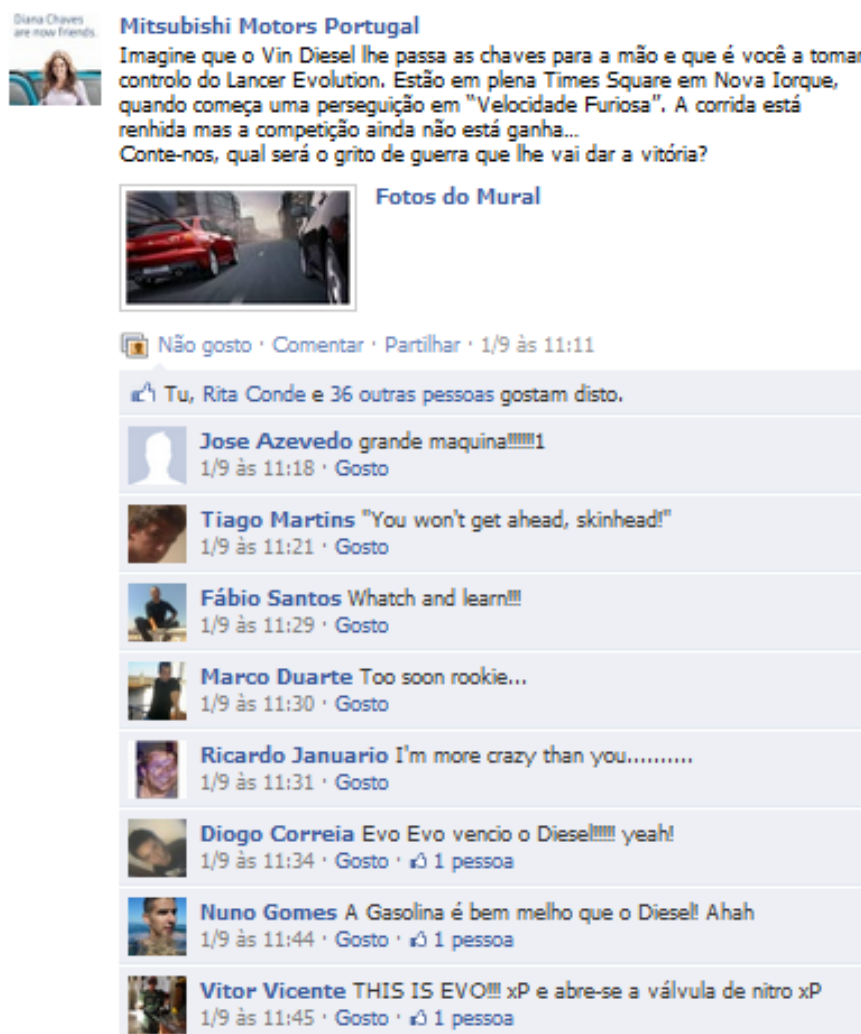 Diana Chaves
are now friends.
Mitsubishi Motors Portugal
Imagine que o Vin Diesel lhe passa as chaves para a mão e que é você a tomar
controlo do Lancer Evolution. Estão em plena Times Square em Nova Iorque,
quando começa uma perseguição em “Velocidade Furiosa”. A corrida está
renhida mas a competição ainda não está ganha...
Conte-nos, qual será o grito de guerra que lhe vai dar a vitória?
Fotos do Mural
Não gosto · Comentar · Partilhar · 1/9 às 11:11
Tu, Rita Conde e 36 outras pessoas gostam disto.
Jose Azevedo grande maquina!!!!!!!1
1/9 às 11:18 · Gosto
Tiago Martins "You won't get ahead, skinhead!"
1/9 às 11:21 · Gosto
Fábio Santos Whatch and learn!!!
1/9 às 11:29 · Gosto
Marco Duarte Too soon rookie...
1/9 às 11:30 · Gosto
Ricardo Januario I'm more crazy than you..........
1/9 às 11:31 · Gosto
Diogo Correia Evo Evo vencio o Diesel!!!!! yeah!
1/9 às 11:34 · Gosto · 1 pessoa
Nuno Gomes A Gasolina é bem melho que o Diesel! Ahah
1/9 às 11:44 · Gosto · 1 pessoa
Vitor Vicente THIS IS EVO!!! xP e abre-se a válvula de nitro xP
1/9 às 11:45 · Gosto · 1 pessoa